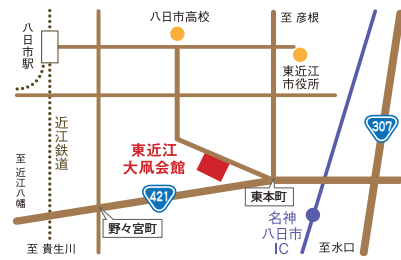 八日市高校
至 彦根
八日市駅
東近江
市役所
近江鉄道
307
東近江
大凧会館
至 近江八幡
421
東本町
野々宮町
名神
八日市
IC
至 貴生川
至水口